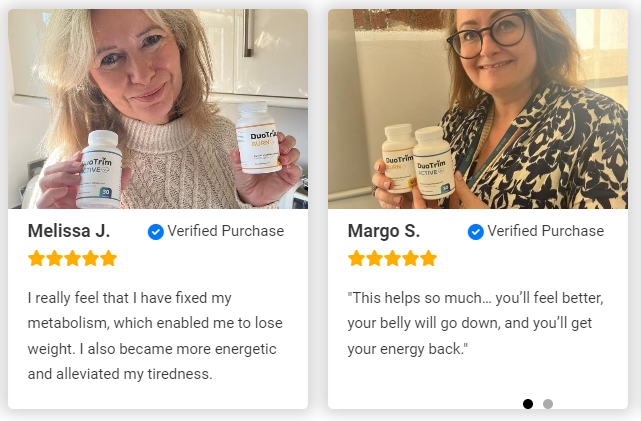 DuoTrim
ACTIVE
30
DuoTrim
BURN
Melissa J.
Verified Purchase
I really feel that I have fixed my
metabolism, which enabled me to lose
weight. I also became more energetic
and alleviated my tiredness.
DuoTrim
BURN
DuoTrim
ACTIVE
30
Margo S.
Verified Purchase
"This helps so much… you’ll feel better,
your belly will go down, and you’ll get
your energy back."